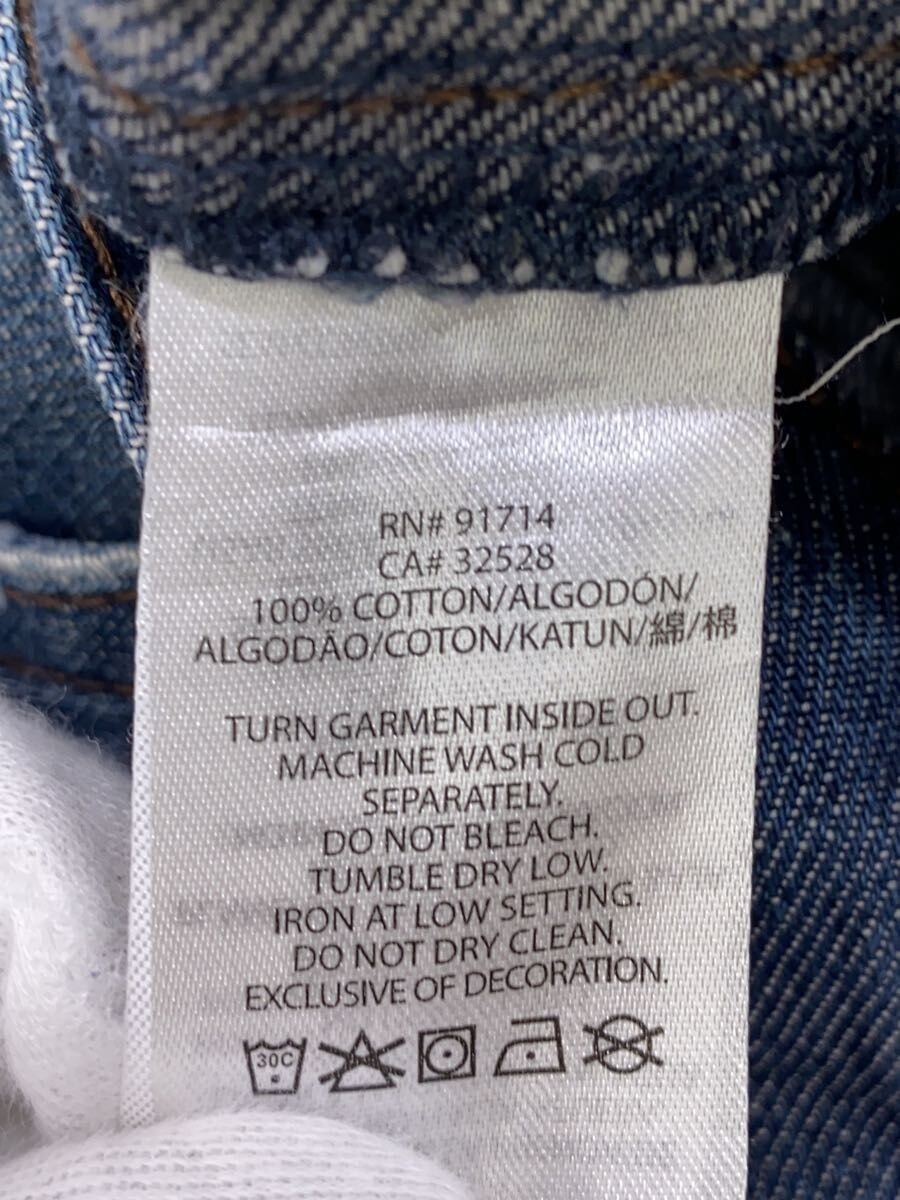 RN# 91714
CA# 32528
100% COTTON/ALGODÓN/
ALGODÃO/COTON/KATUN/綿/棉
TURN GARMENT INSIDE OUT.
MACHINE WASH COLD
SEPARATELY.
DO NOT BLEACH.
TUMBLE DRY LOW.
IRON AT LOW SETTING.
DO NOT DRY CLEAN.
EXCLUSIVE OF DECORATION.
30C